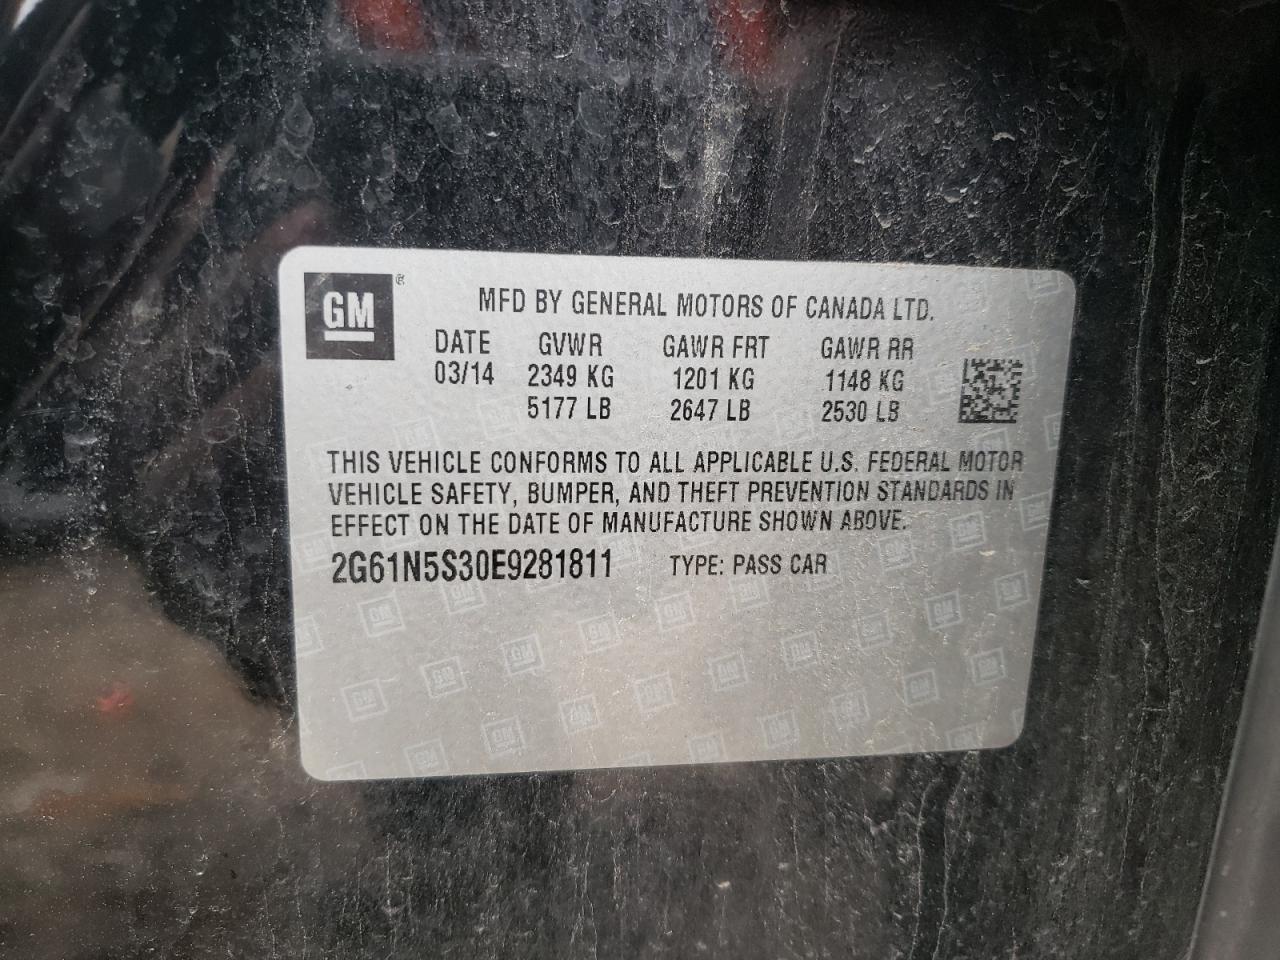 GM ®
MFD BY GENERAL MOTORS OF CANADA LTD.
DATE GVWR GAWR FRT GAWR RR
03/14 2349 KG 1201 KG 1148 KG
5177 LB 2647 LB 2530 LB
THIS VEHICLE CONFORMS TO ALL APPLICABLE U.S. FEDERAL MOTOR
VEHICLE SAFETY, BUMPER, AND THEFT PREVENTION STANDARDS IN
EFFECT ON THE DATE OF MANUFACTURE SHOWN ABOVE.
2G61N5S30E9281811 TYPE: PASS CAR